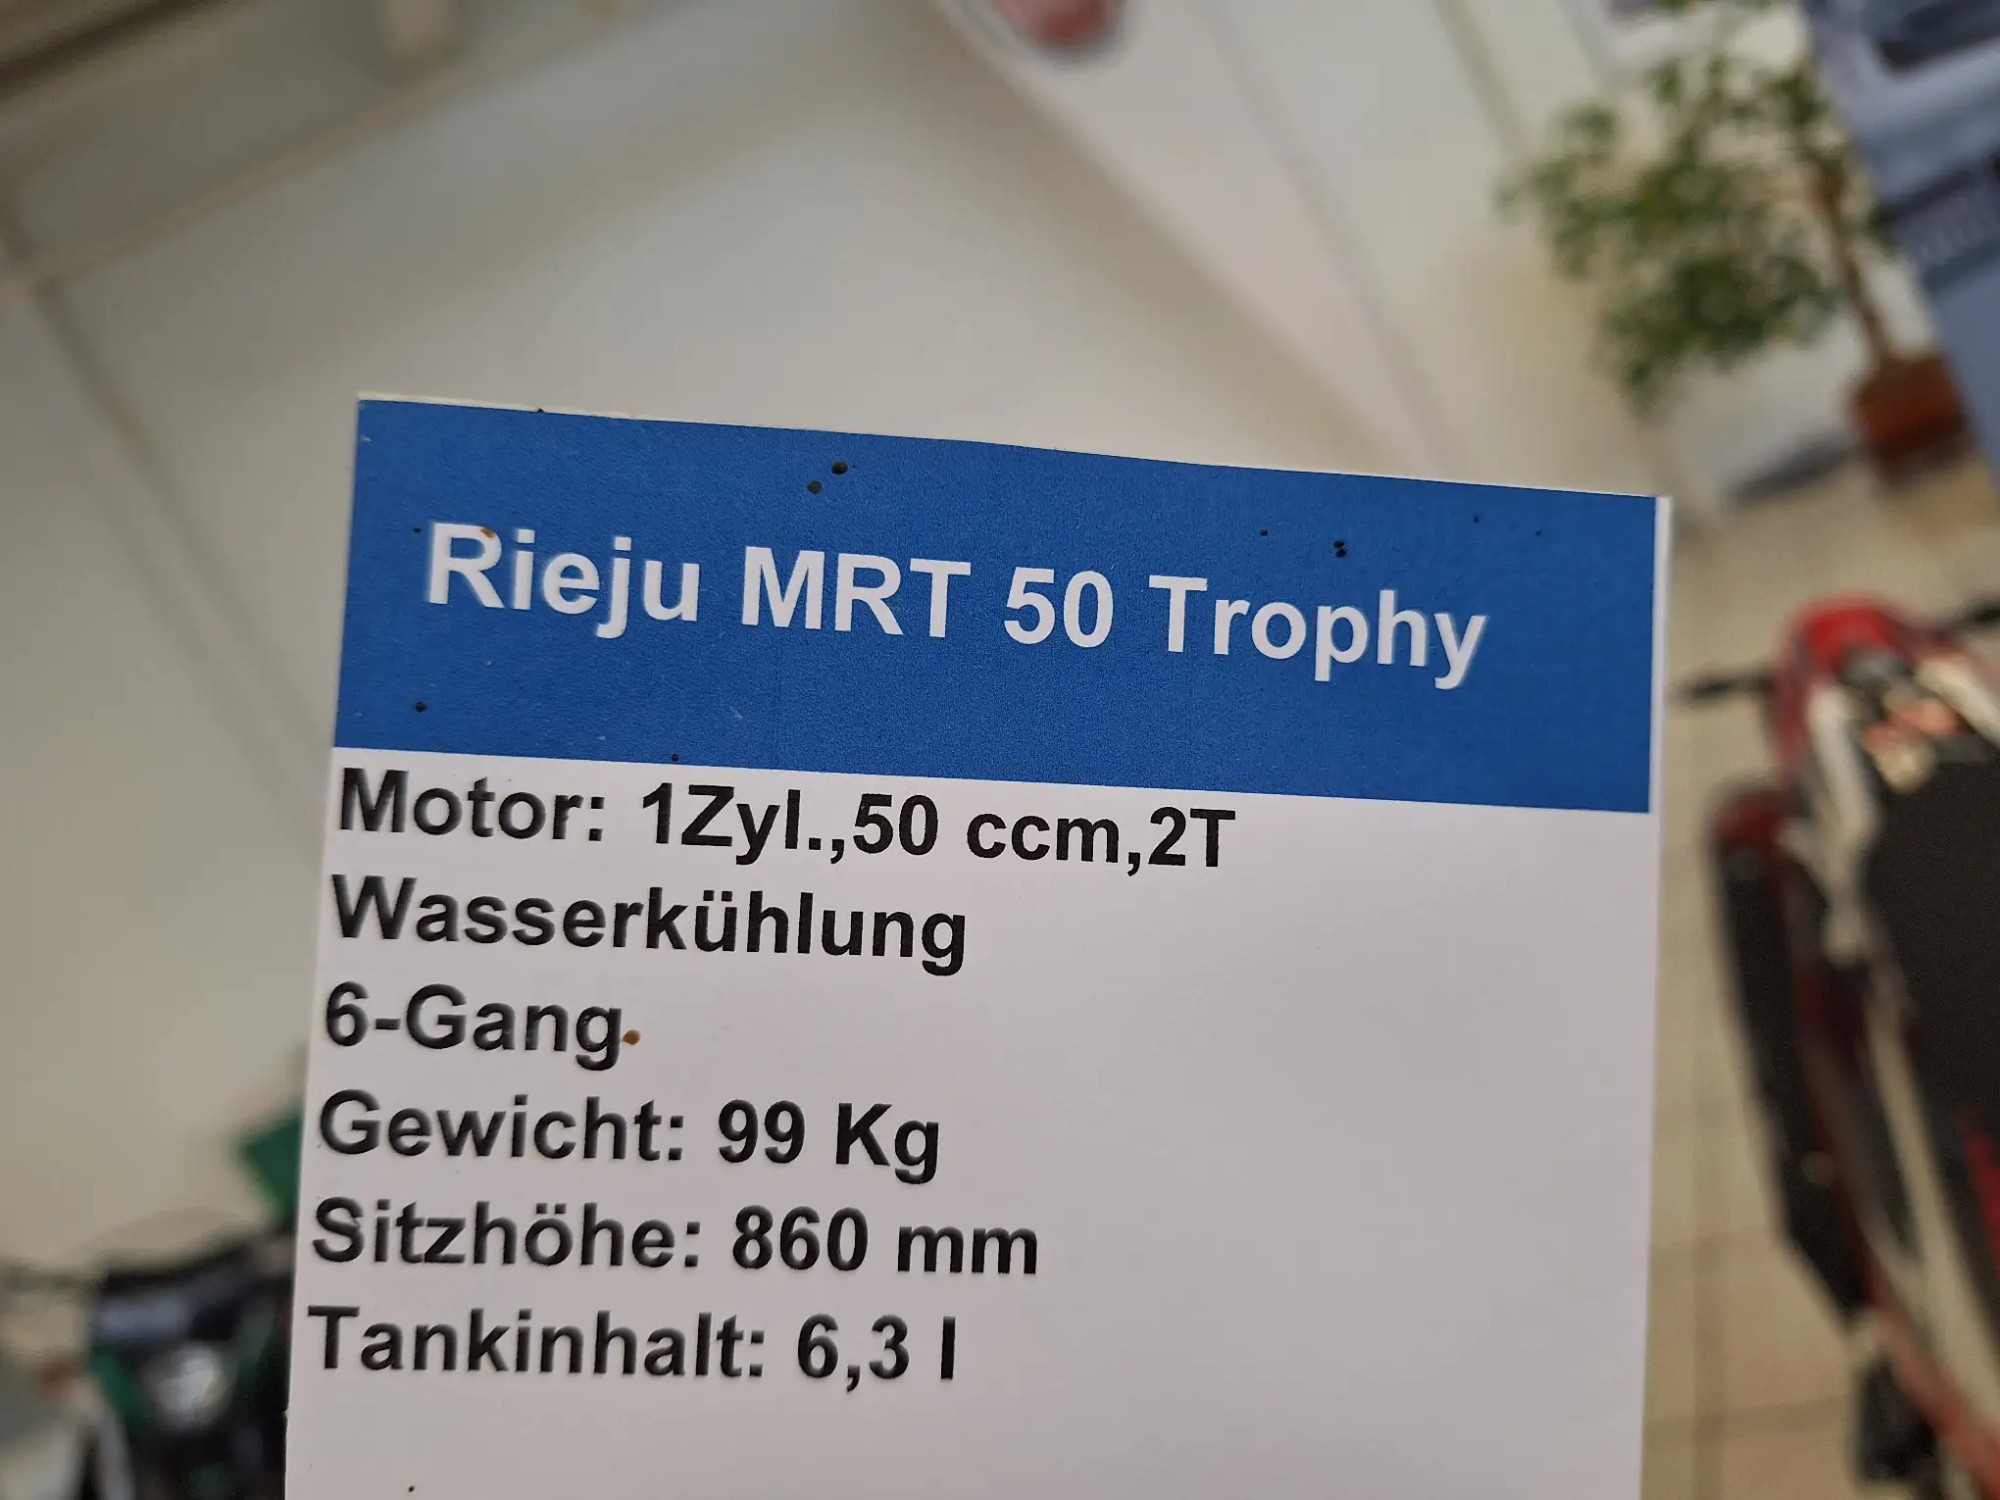 Rieju MRT 50 Trophy
Motor: 1Zyl.,50 ccm,2T
Wasserkühlung
6-Gang
Gewicht: 99 Kg
Sitzhöhe: 860 mm
Tankinhalt: 6,3 l